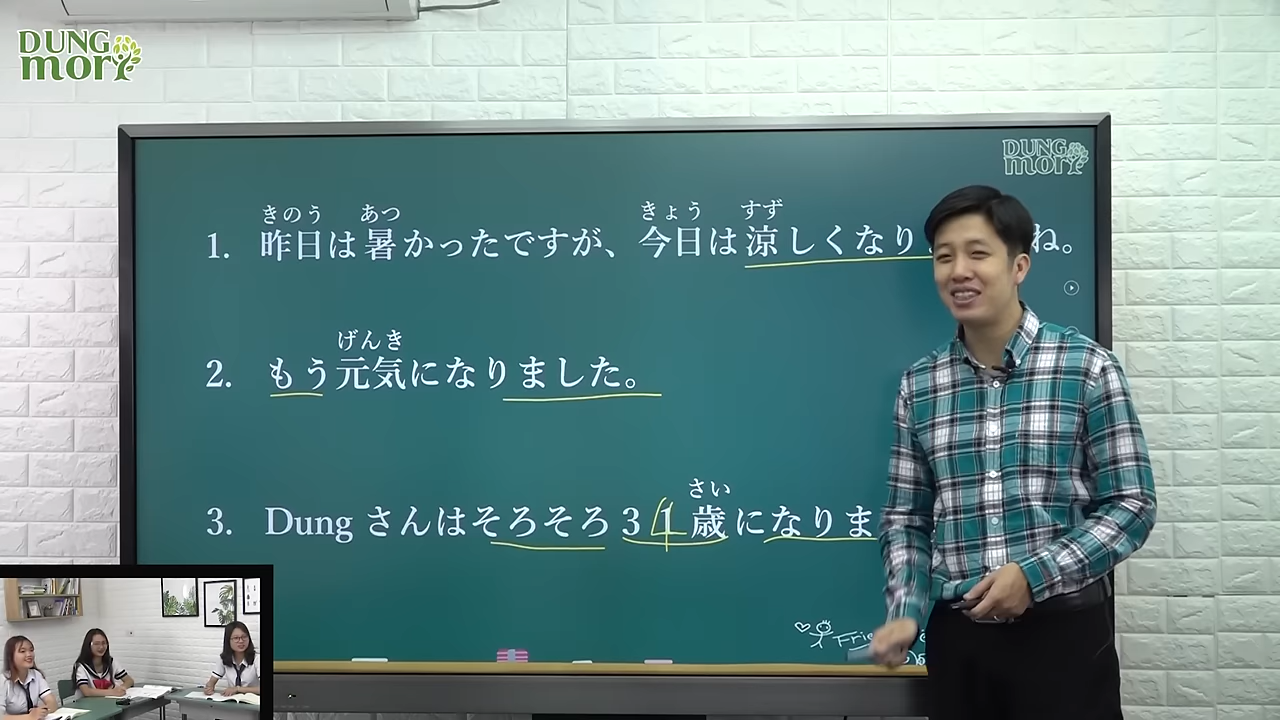 DUNG
mori
DUNG
mori
きのう あつ きょう すず
1. 昨日は暑かったですが、今日は涼しくなり ね。
げんき
2. もう元気になりました。
さい
3. Dung さんはそろそろ31歳になりま